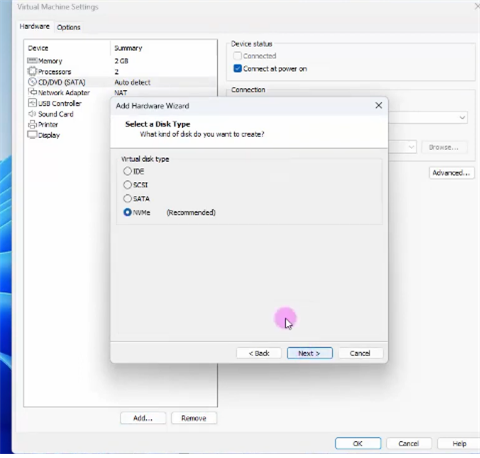 Virtual Machine Settings
Hardware Options
Device Summary
Memory 2 GB
Processors 2
CD/DVD (SATA) Auto detect
Network Adapter NAT
USB Controller
Sound Card
Printer
Display
Add... Remove
Device status
Connected
Connect at power on
Connection
Browse...
Advanced...
Add Hardware Wizard
Select a Disk Type
What kind of disk do you want to create?
Virtual disk type
IDE
SCSI
SATA
NVMe (Recommended)
< Back Next > Cancel
OK Cancel Help